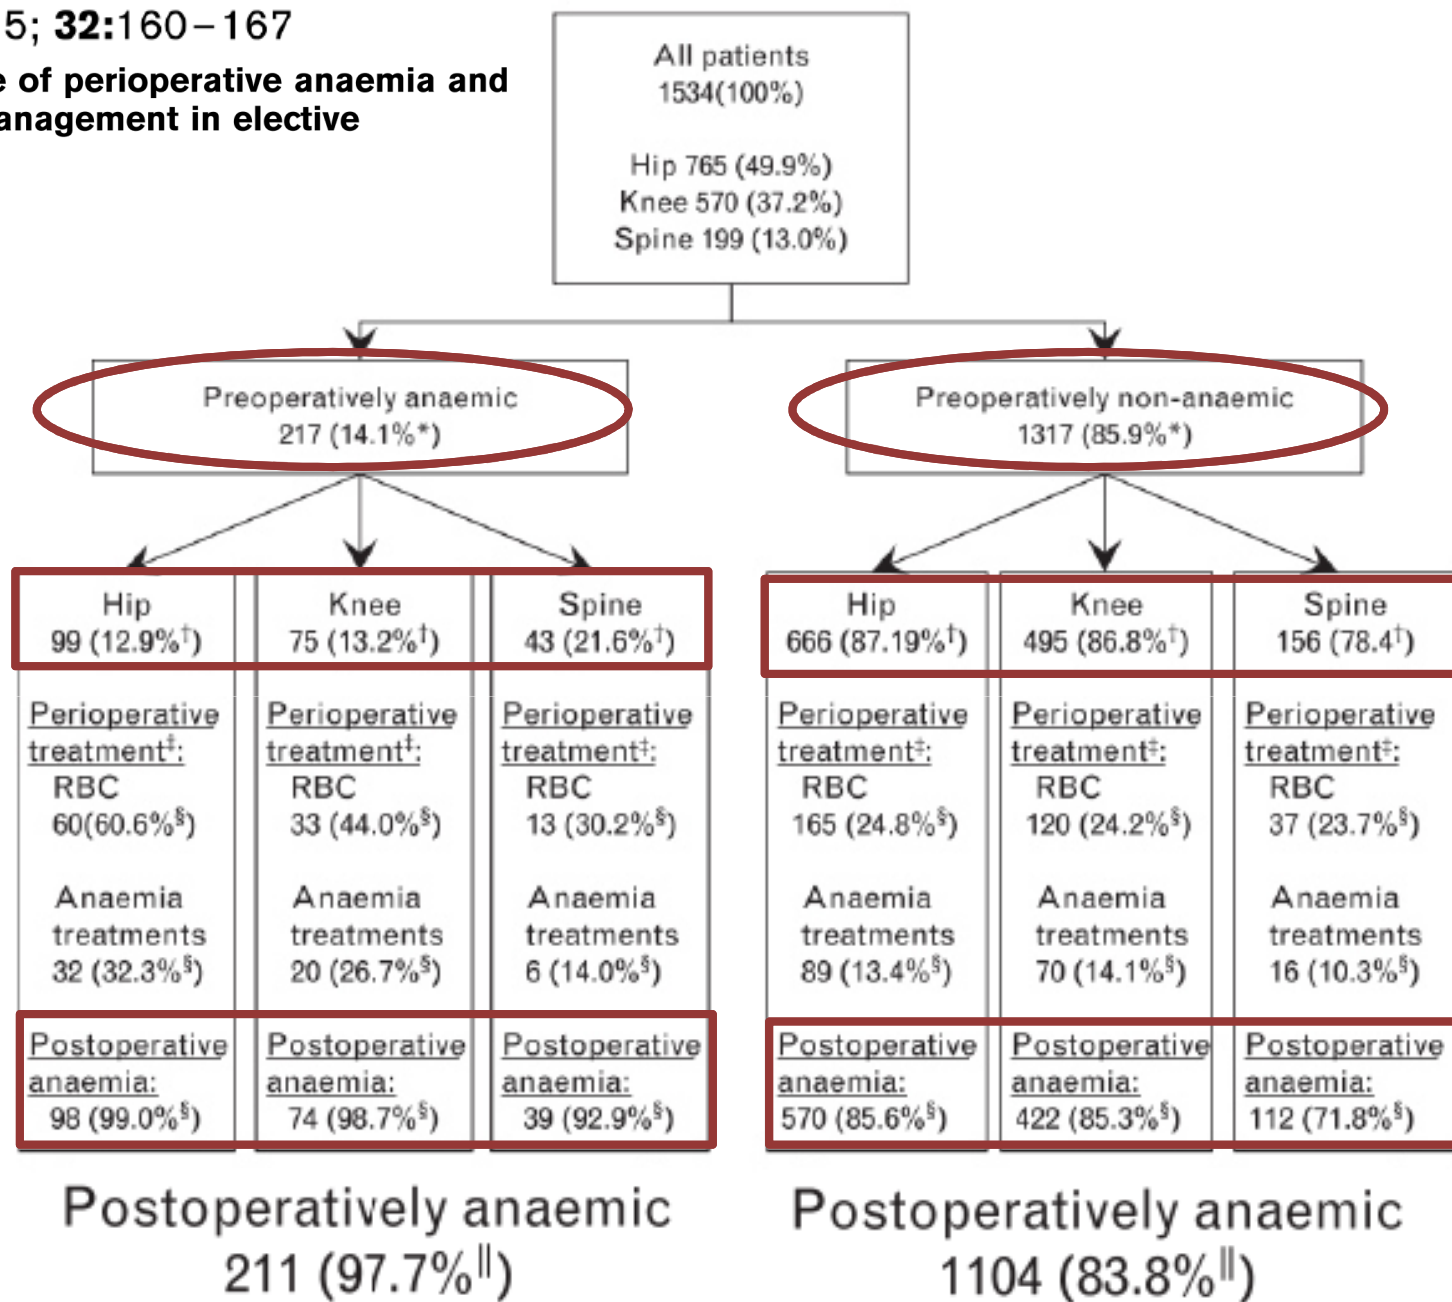 5; 32:160–167
e of perioperative anaemia and
anagement in elective
All patients
1534(100%)
Hip 765 (49.9%)
Knee 570 (37.2%)
Spine 199 (13.0%)
Preoperatively anaemic
217 (14.1%*)
Preoperatively non-anaemic
1317 (85.9%*)
Hip
99 (12.9%†)
Perioperative
treatment‡:
RBC
60(60.6%§)
Anaemia
treatments
32 (32.3%§)
Postoperative
anaemia:
98 (99.0%§)
Knee
75 (13.2%†)
Perioperative
treatment‡:
RBC
33 (44.0%§)
Anaemia
treatments
20 (26.7%§)
Postoperative
anaemia:
74 (98.7%§)
Spine
43 (21.6%†)
Perioperative
treatment‡:
RBC
13 (30.2%§)
Anaemia
treatments
6 (14.0%§)
Postoperative
anaemia:
39 (92.9%§)
Hip
666 (87.19%†)
Perioperative
treatment‡:
RBC
165 (24.8%§)
Anaemia
treatments
89 (13.4%§)
Postoperative
anaemia:
570 (85.6%§)
Knee
495 (86.8%†)
Perioperative
treatment‡:
RBC
120 (24.2%§)
Anaemia
treatments
70 (14.1%§)
Postoperative
anaemia:
422 (85.3%§)
Spine
156 (78.4†)
Perioperative
treatment‡:
RBC
37 (23.7%§)
Anaemia
treatments
16 (10.3%§)
Postoperative
anaemia:
112 (71.8%§)
Postoperatively anaemic
211 (97.7%||)
Postoperatively anaemic
1104 (83.8%||)